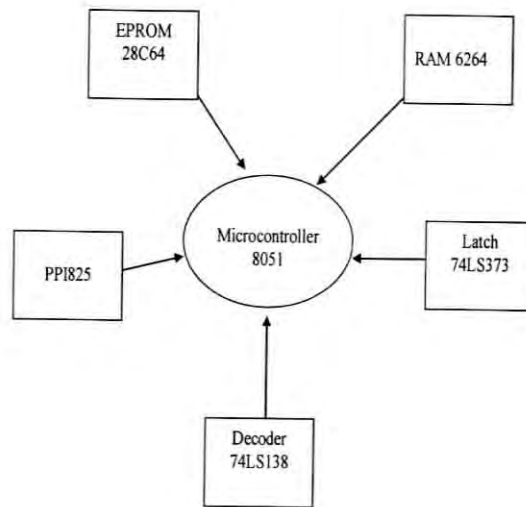 EPROM
28C64
RAM 6264
Microcontroller
8051
Latch
74LS373
PPI825
Decoder
74LS138